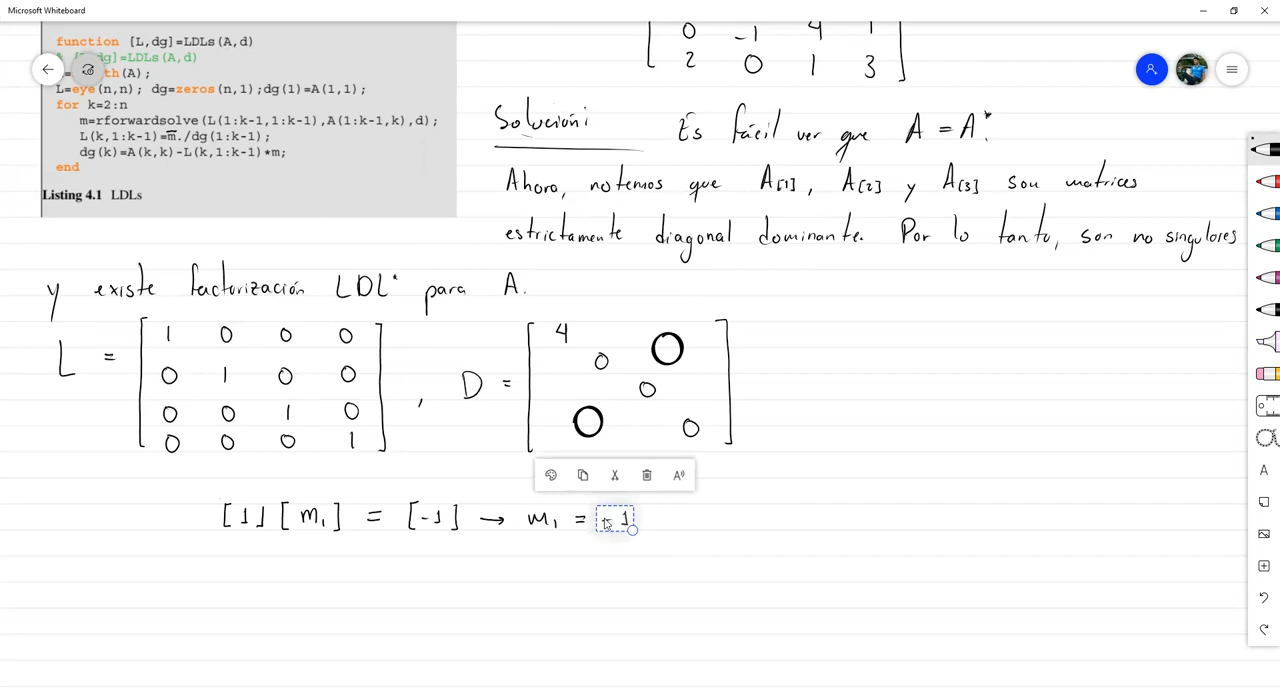 Microsoft Whiteboard
function [L,dg]=LDLs(A,d)
[L,dg]=LDLs(A,d)
th(A);
L=eye(n,n); dg=zeros(n,1);dg(1)=A(1,1);
for k=2:n
m=rforwardsolve(L(1:k-1,1:k-1),A(1:k-1,k),d);
L(k,1:k-1)=m./dg(1:k-1);
dg(k)=A(k,k)-L(k,1:k-1)*m;
end
Listing 4.1 LDLs
0 -1 4 1
2 0 1 3
Solución: Es fácil ver que A = A*.
Ahora, notemos que A[1], A[2] y A[3] son matrices
estrictamente diagonal dominante. Por lo tanto, son no singulares
y existe factorización LDL* para A.
L = [ 1 0 0 0
0 1 0 0
0 0 1 0
0 0 0 1 ]
, D = [ 4 0
0
0
0 0 ]
[1] [m₁] = [-1] → m₁ = -1